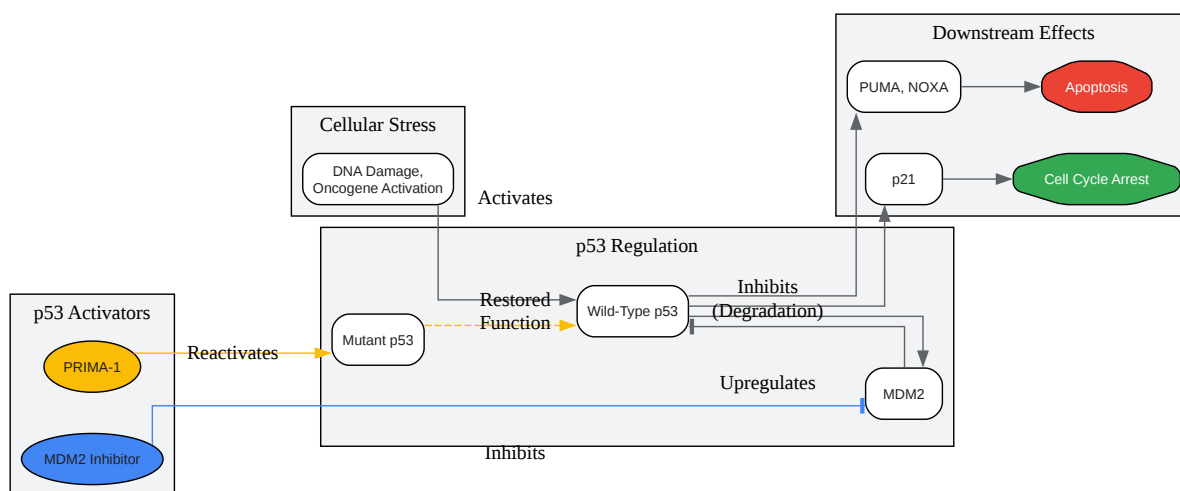 Downstream Effects
PUMA, NOXA
Apoptosis
Cellular Stress
DNA Damage,
Oncogene Activation
p21
Cell Cycle Arrest
Activates
p53 Regulation
Inhibits
(Degradation)
Restored
Function
Wild-Type p53
p53 Activators
Mutant p53
PRIMA-1
Reactivates
Upregulates
MDM2
MDM2 Inhibitor
Inhibits